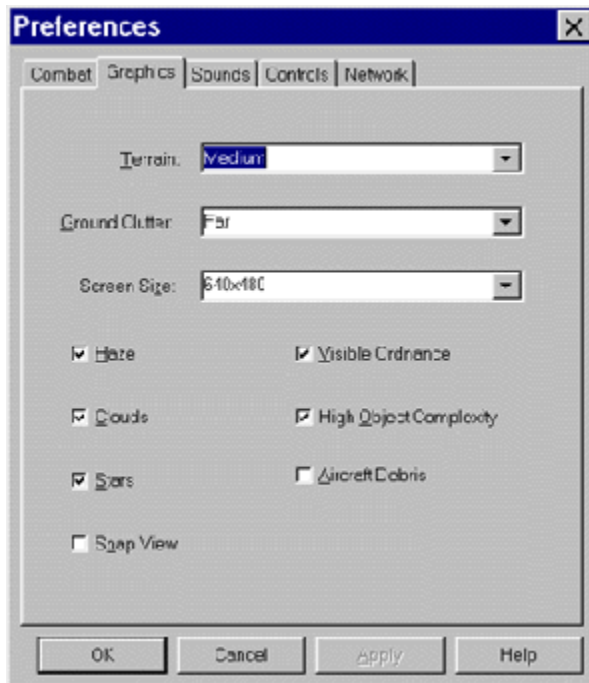 Preferences
Combat Graphics Sounds Controls Network
Terrain: Medium
Ground Clutter: Far
Screen Size: 640x480
Haze Visible Ordnance
Clouds High Object Complexity
Stars Aircraft Debris
Snap View
OK Cancel Apply Help